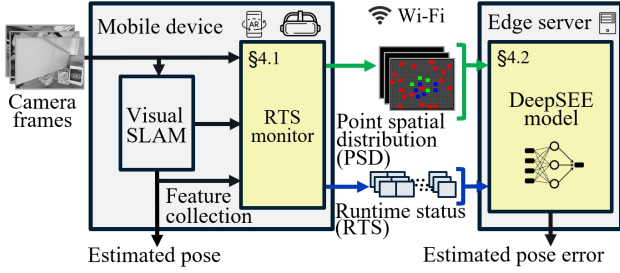 Mobile device
AR
Wi-Fi
Edge server
§4.1
§4.2
Camera
frames
Visual
SLAM
RTS
monitor
DeepSEE
model
Point spatial
distribution
(PSD)
Feature
collection
Runtime status
(RTS)
Estimated pose
Estimated pose error